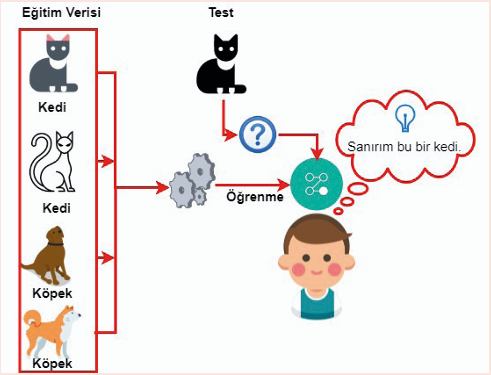 Eğitim Verisi
Test
Kedi
Kedi
Köpek
Köpek
?
Öğrenme
Sanırım bu bir kedi.